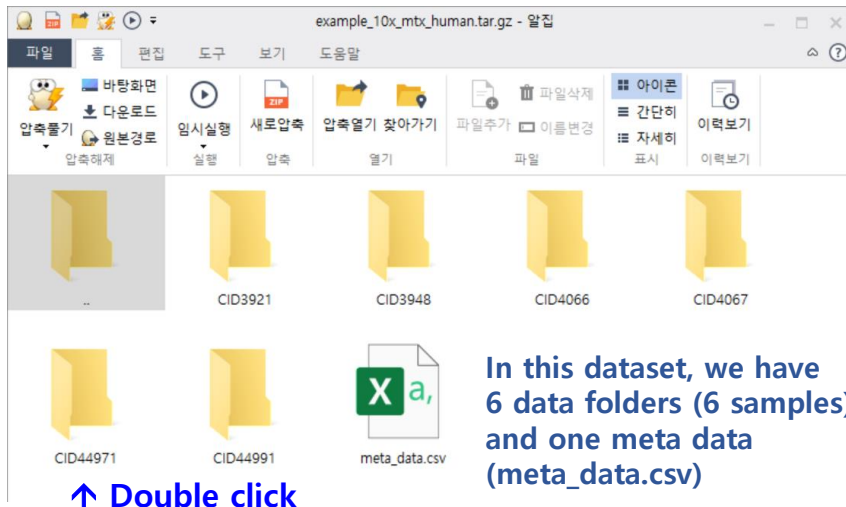 example_10x_mtx_human.tar.gz - 알집
파일 홈 편집 도구 보기 도움말
압축풀기 바탕화면 다운로드 원본경로 임시실행 ZIP 새로압축 압축열기 찾아가기 파일추가 파일삭제 이름변경 아이콘 간단히 자세히 이력보기
압축해제 실행 압축 열기 파일 표시 이력보기
.. CID3921 CID3948 CID4066 CID4067
CID44971 CID44991 meta_data.csv
In this dataset, we have
6 data folders (6 samples)
and one meta data
(meta_data.csv)
↑ Double click